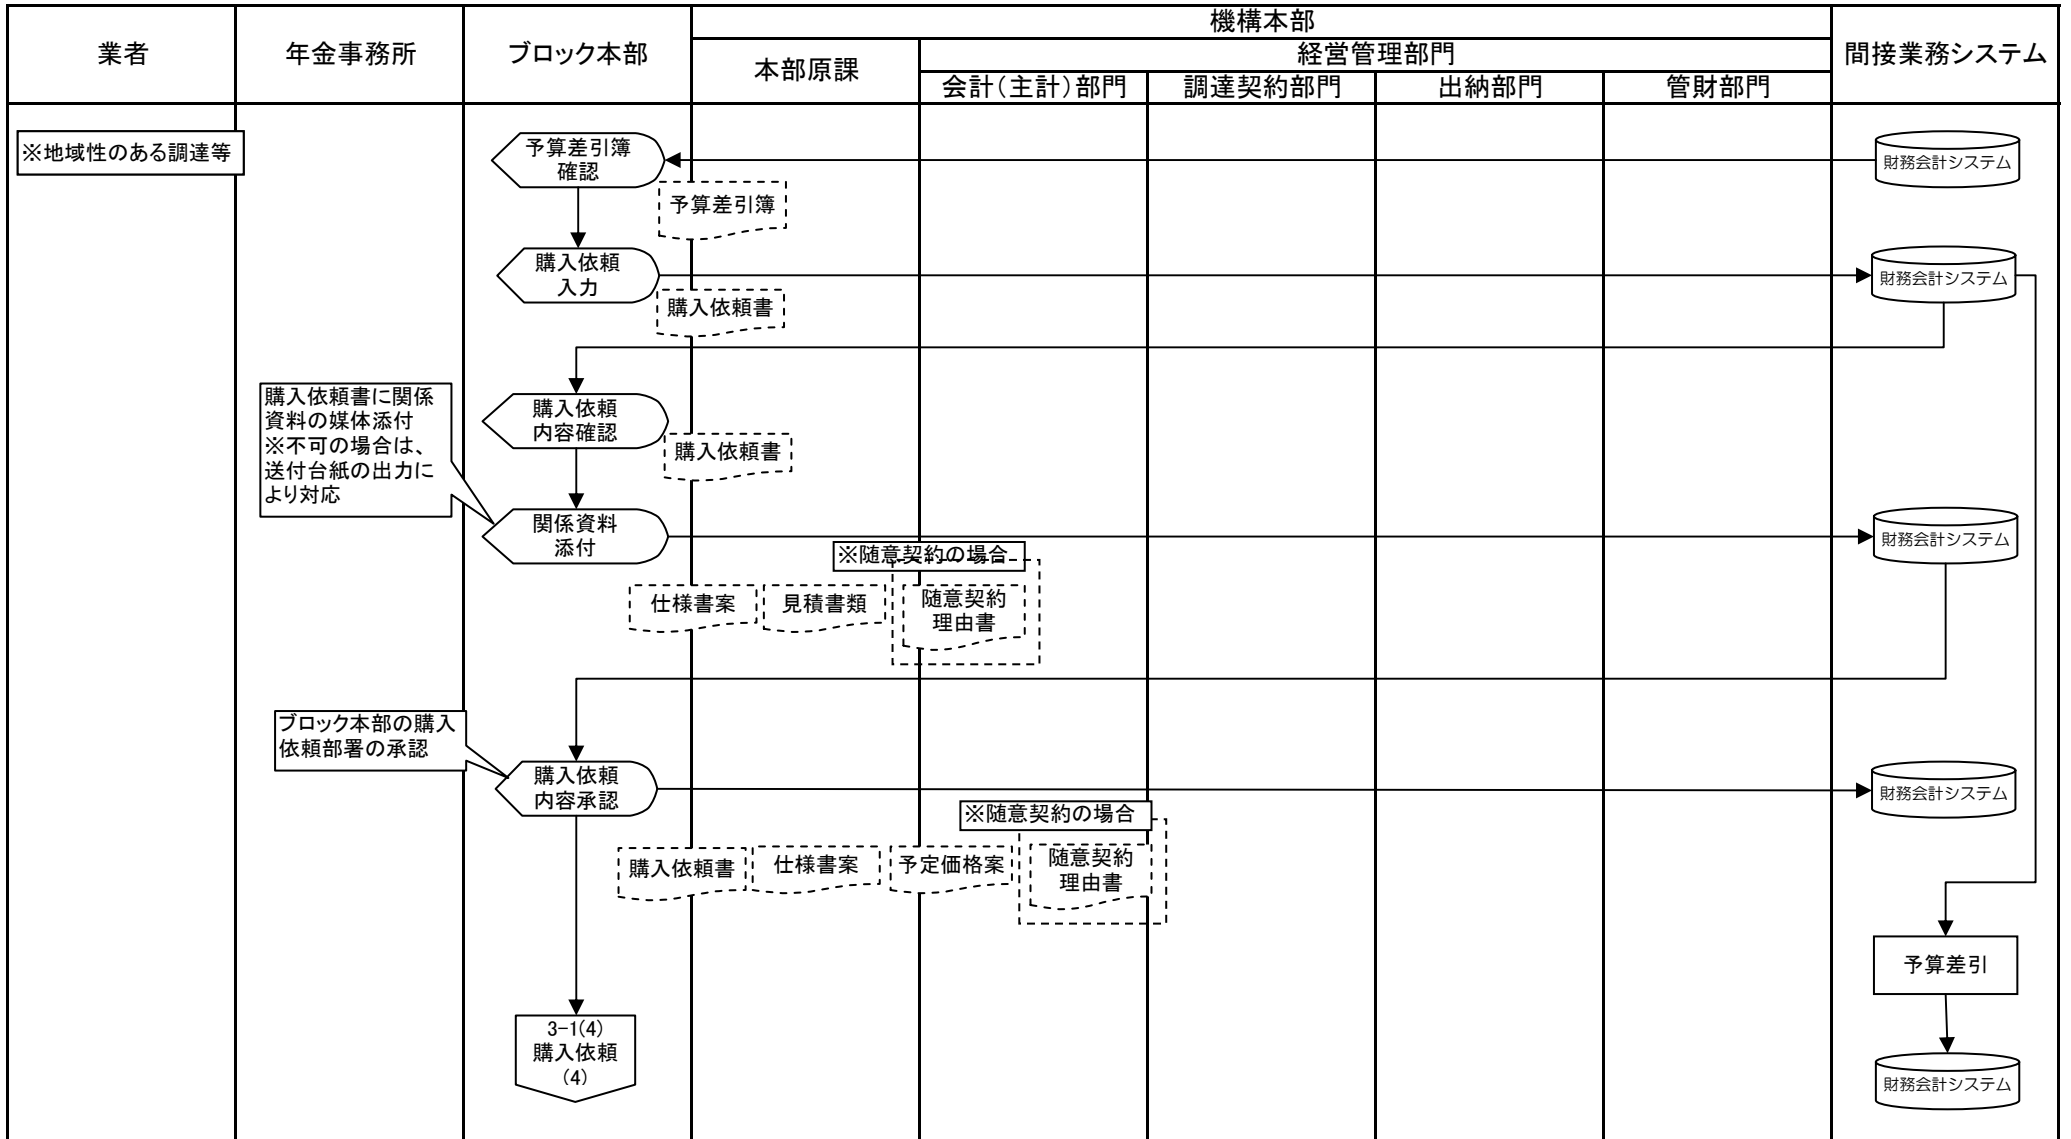 業者
年金事務所
ブロック本部
機構本部
本部原課
経営管理部門
会計(主計)部門
調達契約部門
出納部門
管財部門
間接業務システム
※地域性のある調達等
予算差引簿
確認
財務会計システム
予算差引簿
購入依頼
入力
財務会計システム
購入依頼書
購入依頼書に関係
資料の媒体添付
※不可の場合は、
送付台紙の出力に
より対応
購入依頼
内容確認
購入依頼書
関係資料
添付
財務会計システム
※随意契約の場合
仕様書案
見積書類
随意契約
理由書
ブロック本部の購入
依頼部署の承認
購入依頼
内容承認
財務会計システム
※随意契約の場合
購入依頼書
仕様書案
予定価格案
随意契約
理由書
予算差引
3-1(4)
購入依頼
(4)
財務会計システム